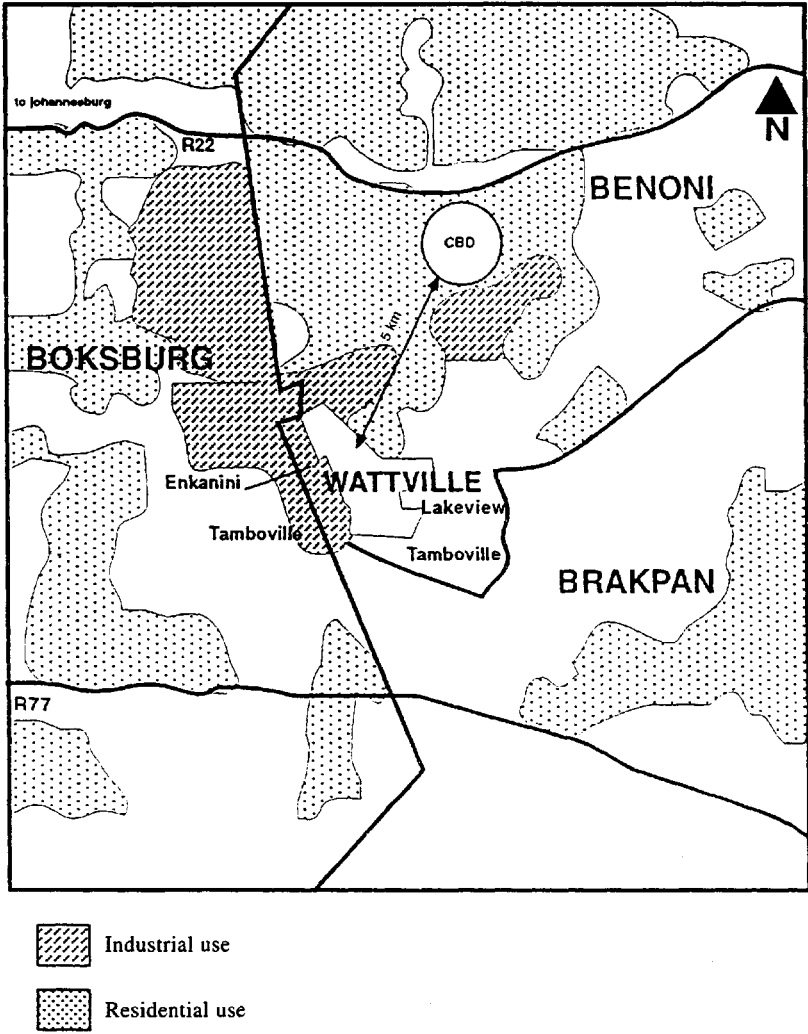 to Johannesburg
N
R22
BENONI
CBD
5 km
BOKSBURG
Enkanini
WATTVILLE
Lakeview
Tamboville
Tamboville
BRAKPAN
R77
Industrial use
Residential use